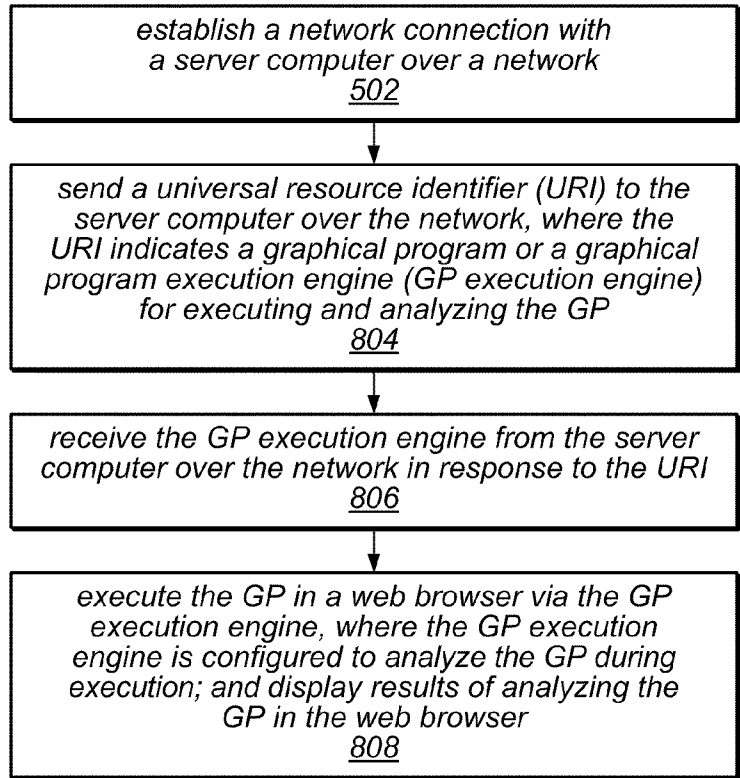 establish a network connection with
a server computer over a network
502
send a universal resource identifier (URI) to the
server computer over the network, where the
URI indicates a graphical program or a graphical
program execution engine (GP execution engine)
for executing and analyzing the GP
804
receive the GP execution engine from the server
computer over the network in response to the URI
806
execute the GP in a web browser via the GP
execution engine, where the GP execution
engine is configured to analyze the GP during
execution; and display results of analyzing the
GP in the web browser
808